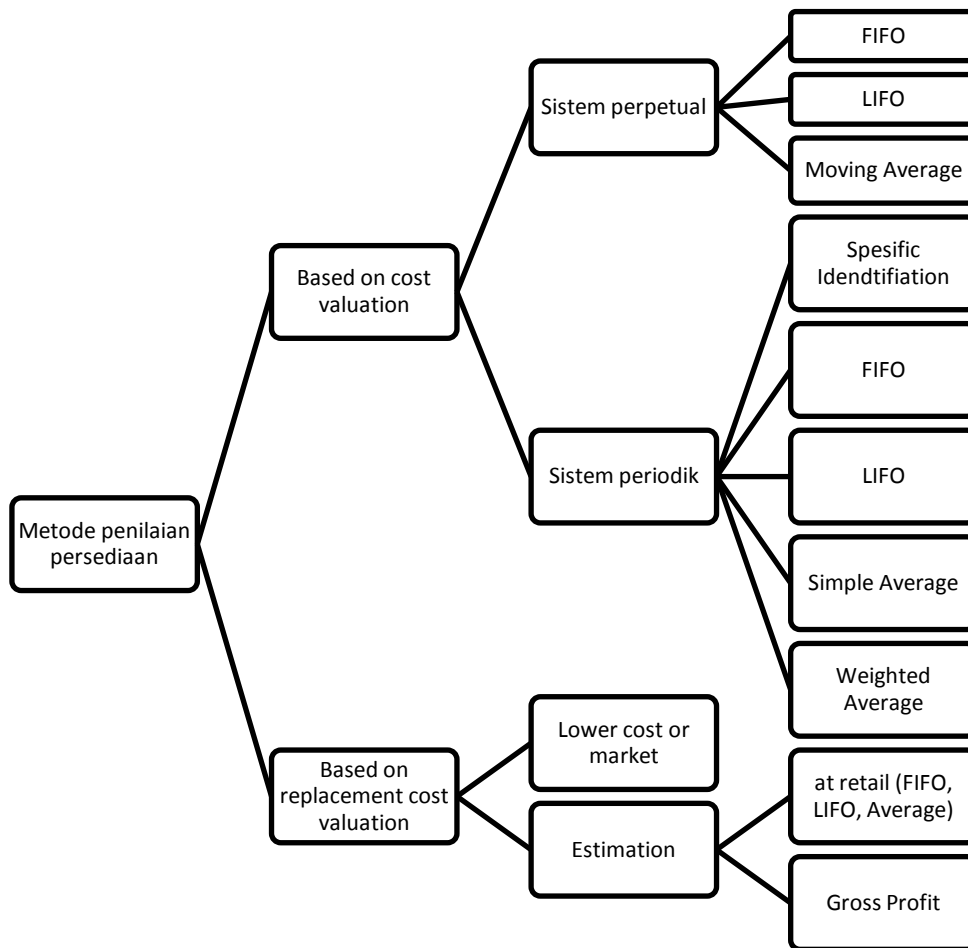 Metode penilaian
persediaan
Based on cost
valuation
Sistem perpetual
FIFO
LIFO
Moving Average
Sistem periodik
Spesific
Idendtifiation
FIFO
LIFO
Simple Average
Weighted
Average
Based on
replacement cost
valuation
Lower cost or
market
Estimation
at retail (FIFO,
LIFO, Average)
Gross Profit